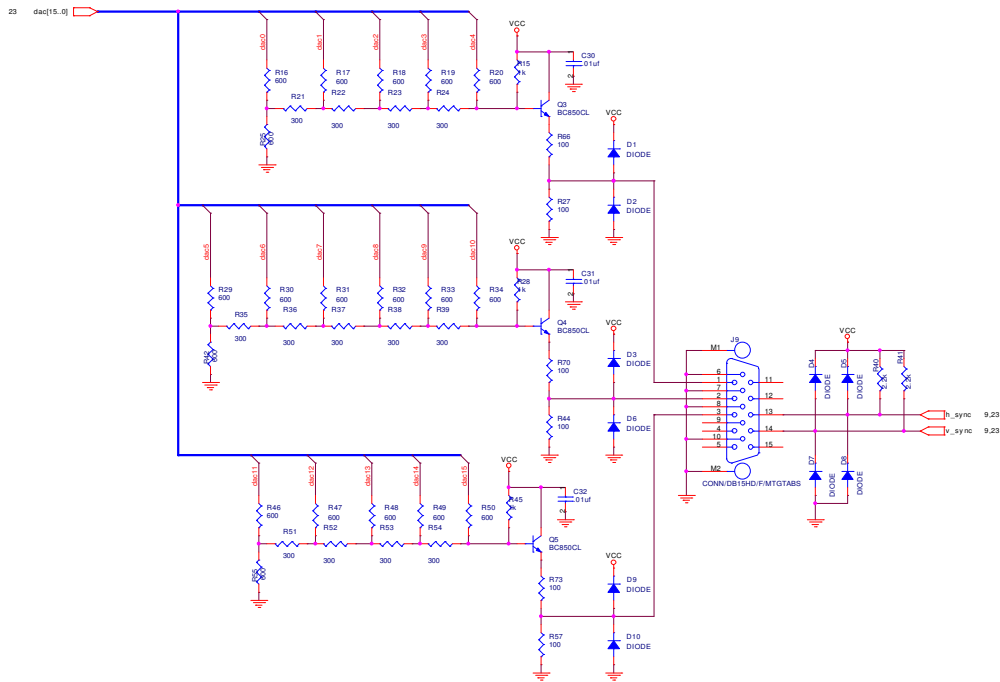 23 dac[15..0]
dac0 dac1 dac2 dac3 dac4
VCC
R16 600 R17 600 R18 600 R19 600 R20 600 R15 1k C30 .01uf 2
R21 300 R22 300 R23 300 R24 300
Q3 BC850CL
R25 600
R66 100
VCC
D1 DIODE
R27 100
D2 DIODE
dac5 dac6 dac7 dac8 dac9 dac10
VCC
R29 600 R30 600 R31 600 R32 600 R33 600 R34 600 R28 1k C31 .01uf 2
R35 300 R36 300 R37 300 R38 300 R39 300
Q4 BC850CL
R42 600
VCC
D3 DIODE
R70 100
R44 100
D6 DIODE
J9
M1
6
1
7
2
8
3
9
4
10
5
11
12
13
14
15
M2
CONN/DB15HD/F/MTGTABS
VCC
D4 DIODE D5 DIODE R40 2.2k R41 2.2k
h_sync 9,23
v_sync 9,23
D7 DIODE D8 DIODE
dac11 dac12 dac13 dac14 dac15
VCC
R46 600 R47 600 R48 600 R49 600 R50 600 R45 1k C32 .01uf 2
R51 300 R52 300 R53 300 R54 300
Q5 BC850CL
R55 600
VCC
R73 100
D9 DIODE
R57 100
D10 DIODE